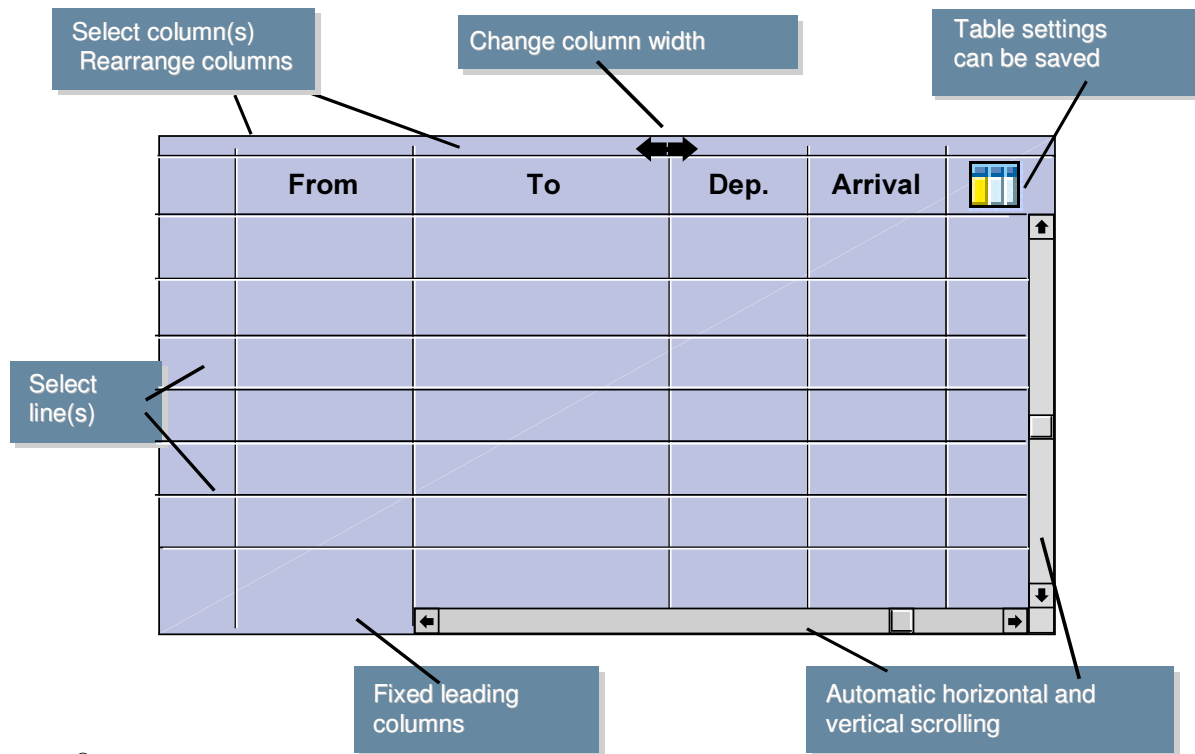 Select column(s)
Rearrange columns
Change column width
Table settings
can be saved
From To Dep. Arrival
Select
line(s)
Fixed leading
columns
Automatic horizontal and
vertical scrolling